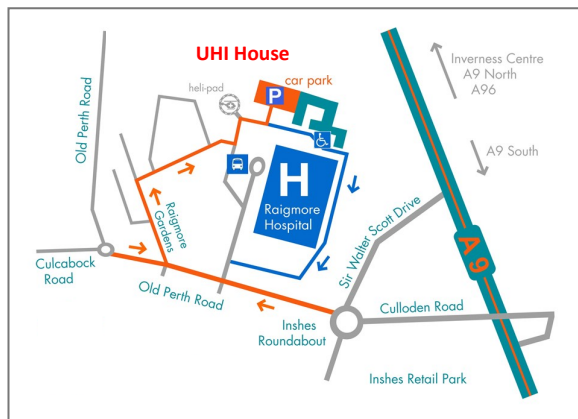 UHI House
heli-pad
car park
P
Inverness Centre
A9 North
A96
A9 South
Old Perth Road
H
Raigmore
Hospital
Raigmore
Gardens
Sir Walter Scott Drive
A9
Culcabock
Road
Old Perth Road
Inshes
Roundabout
Culloden Road
Inshes Retail Park